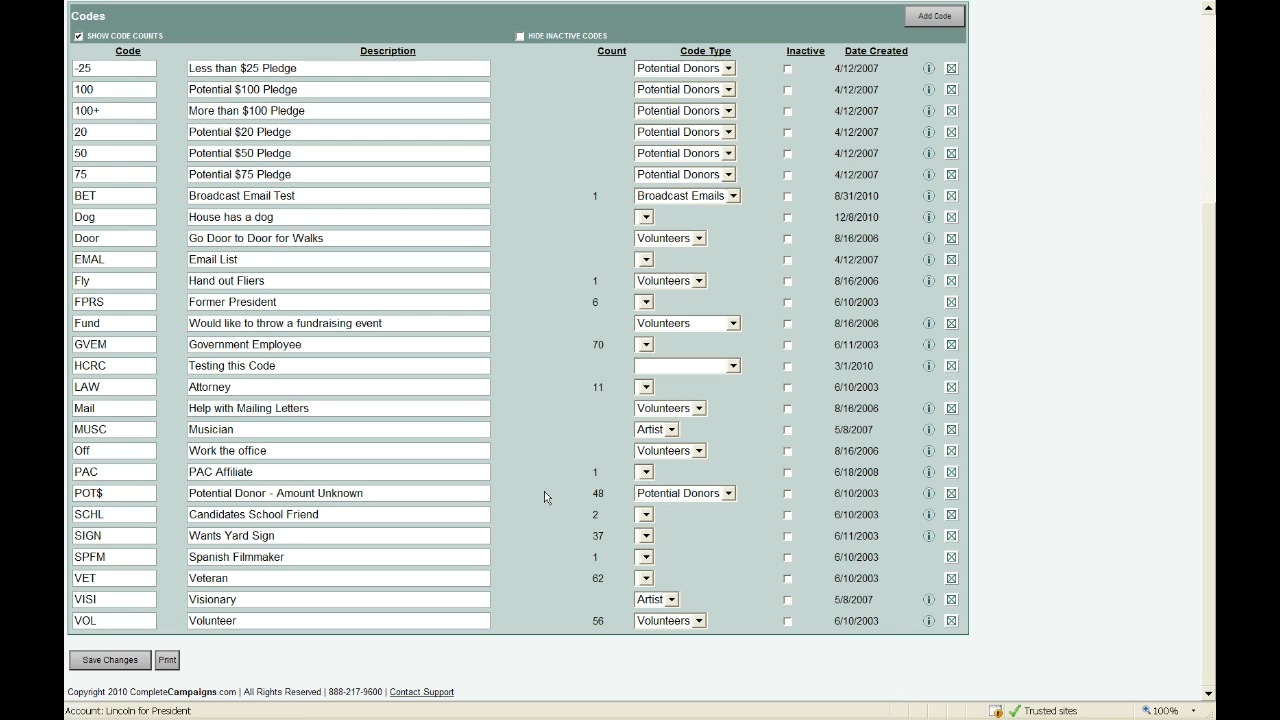 Codes Add Code
SHOW CODE COUNTS HIDE INACTIVE CODES
Code Description Count Code Type Inactive Date Created
-25 Less than $25 Pledge Potential Donors 4/12/2007
100 Potential $100 Pledge Potential Donors 4/12/2007
100+ More than $100 Pledge Potential Donors 4/12/2007
20 Potential $20 Pledge Potential Donors 4/12/2007
50 Potential $50 Pledge Potential Donors 4/12/2007
75 Potential $75 Pledge Potential Donors 4/12/2007
BET Broadcast Email Test 1 Broadcast Emails 8/31/2010
Dog House has a dog 12/8/2010
Door Go Door to Door for Walks Volunteers 8/16/2006
EMAL Email List 4/12/2007
Fly Hand out Fliers 1 Volunteers 8/16/2006
FPRS Former President 6 6/10/2003
Fund Would like to throw a fundraising event Volunteers 8/16/2006
GVEM Government Employee 70 6/11/2003
HCRC Testing this Code 3/1/2010
LAW Attorney 11 6/10/2003
Mail Help with Mailing Letters Volunteers 8/16/2006
MUSC Musician Artist 5/8/2007
Off Work the office Volunteers 8/16/2006
PAC PAC Affiliate 1 6/18/2008
POT$ Potential Donor - Amount Unknown 48 Potential Donors 6/10/2003
SCHL Candidates School Friend 2 6/10/2003
SIGN Wants Yard Sign 37 6/11/2003
SPFM Spanish Filmmaker 1 6/10/2003
VET Veteran 62 6/10/2003
VISI Visionary Artist 5/8/2007
VOL Volunteer 56 Volunteers 6/10/2003
Save Changes Print
Copyright 2010 CompleteCampaigns.com | All Rights Reserved | 888-217-9600 | Contact Support
Account: Lincoln for President Trusted sites 100%